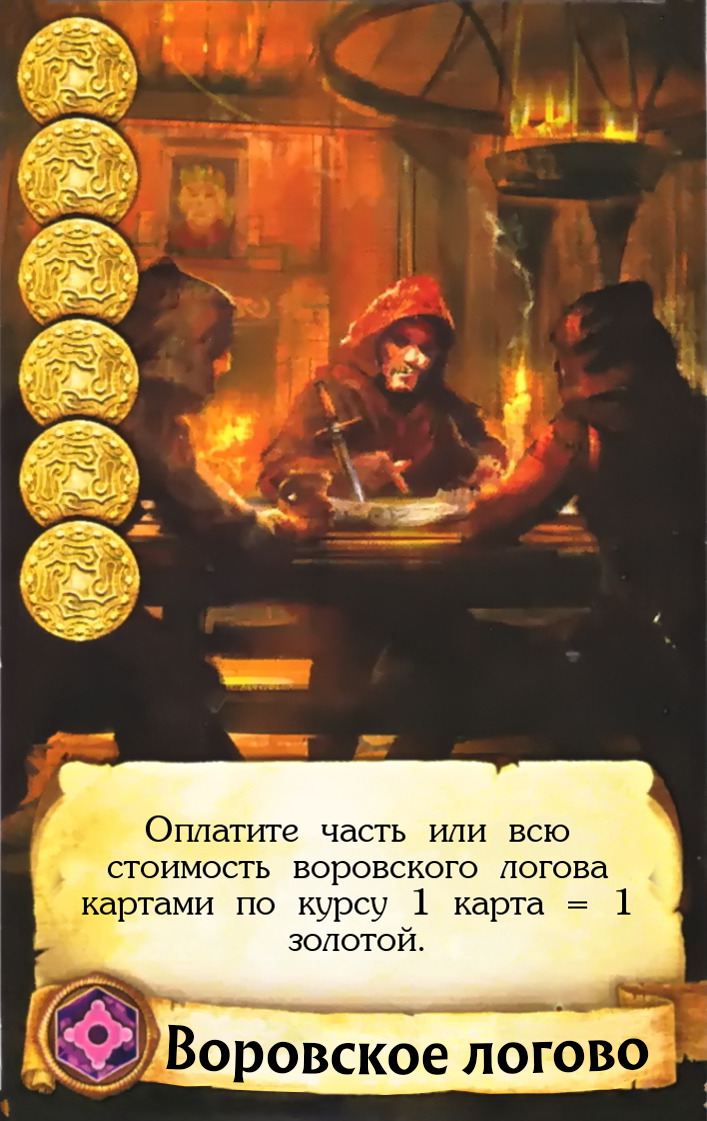 Оплатите часть или всю
стоимость воровского логова
картами по курсу 1 карта = 1
золотой.
Воровское логово